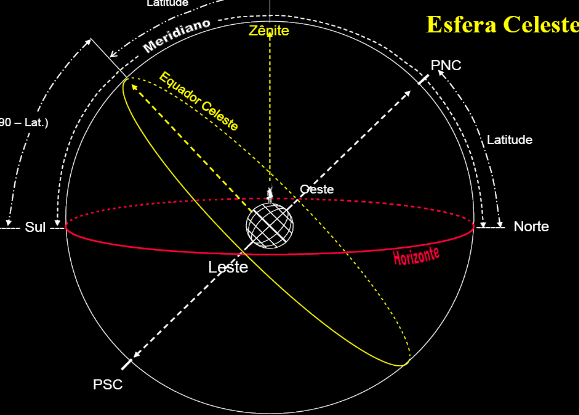 Latitude
Esfera Celeste
Meridiano
Zênite
PNC
Equador Celeste
90 – Lat.)
Latitude
Oeste
Sul
Norte
Horizonte
Leste
PSC